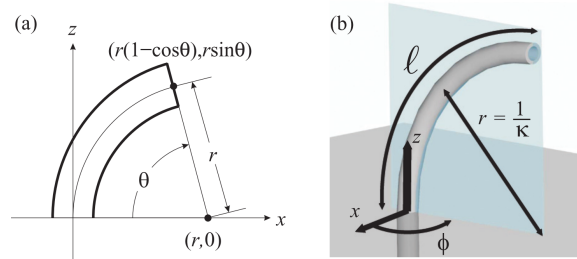 (a)
z
(r(1−cosθ),rsinθ)
θ
r
x
(r,0)
(b)
ℓ
r = 1/κ
z
x
ϕ